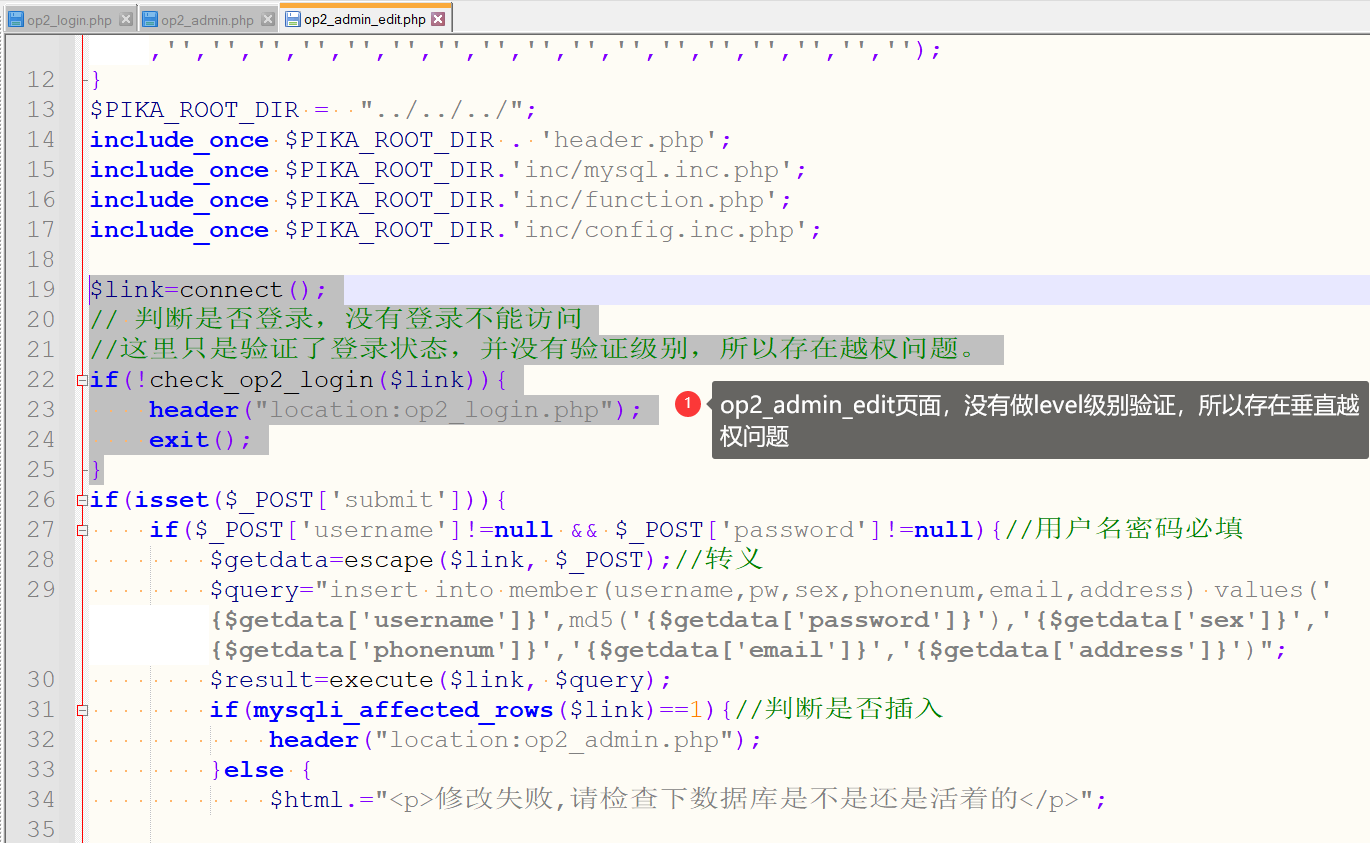 op2_login.php op2_admin.php op2_admin_edit.php
,'','','','','','','','','','','','','','','','','');
12 }
13 $PIKA_ROOT_DIR = "../../../";
14 include_once $PIKA_ROOT_DIR . 'header.php';
15 include_once $PIKA_ROOT_DIR.'inc/mysql.inc.php';
16 include_once $PIKA_ROOT_DIR.'inc/function.php';
17 include_once $PIKA_ROOT_DIR.'inc/config.inc.php';
18
19 $link=connect();
20 // 判断是否登录，没有登录不能访问
21 //这里只是验证了登录状态，并没有验证级别，所以存在越权问题。
22 if(!check_op2_login($link)){
23 header("location:op2_login.php");
1 op2_admin_edit页面，没有做level级别验证，所以存在垂直越
权问题
24 exit();
25 }
26 if(isset($_POST['submit'])){
27 if($_POST['username']!=null && $_POST['password']!=null){//用户名密码必填
28 $getdata=escape($link, $_POST);//转义
29 $query="insert into member(username,pw,sex,phonenum,email,address) values('
{$getdata['username']}',md5('{$getdata['password']}'),'{$getdata['sex']}','
{$getdata['phonenum']}','{$getdata['email']}','{$getdata['address']}')";
30 $result=execute($link, $query);
31 if(mysqli_affected_rows($link)==1){//判断是否插入
32 header("location:op2_admin.php");
33 }else {
34 $html.="<p>修改失败,请检查下数据库是不是还是活着的</p>";
35